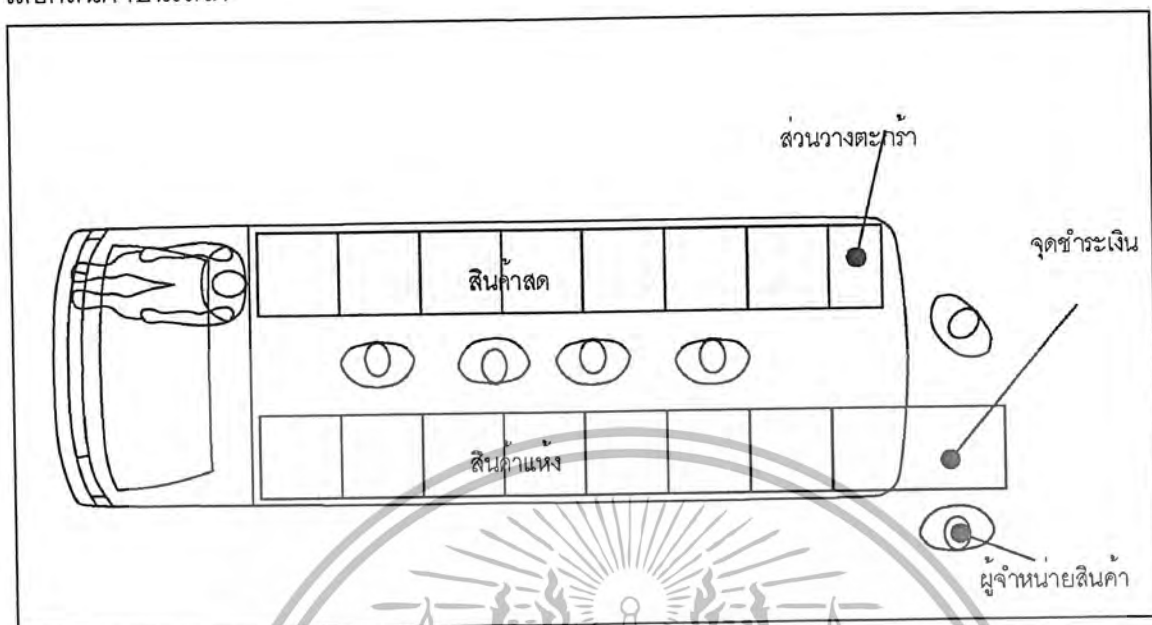 ส่วนวางตะกร้า
จุดชำระเงิน
สินค้าสด
สินค้าแห้ง
ผู้จำหน่ายสินค้า